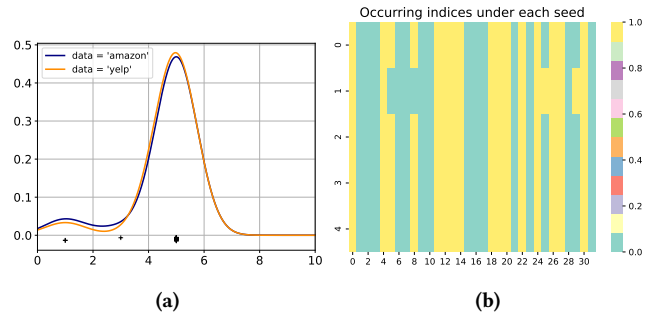 Occurring indices under each seed
0.5
0.4
0.3
0.2
0.1
0.0
data = 'amazon'
data = 'yelp'
0 2 4 6 8 10
0
1
2
3
4
0 2 4 6 8 10 12 14 16 18 20 22 24 26 28 30
1.0
0.8
0.6
0.4
0.2
0.0
(a)
(b)